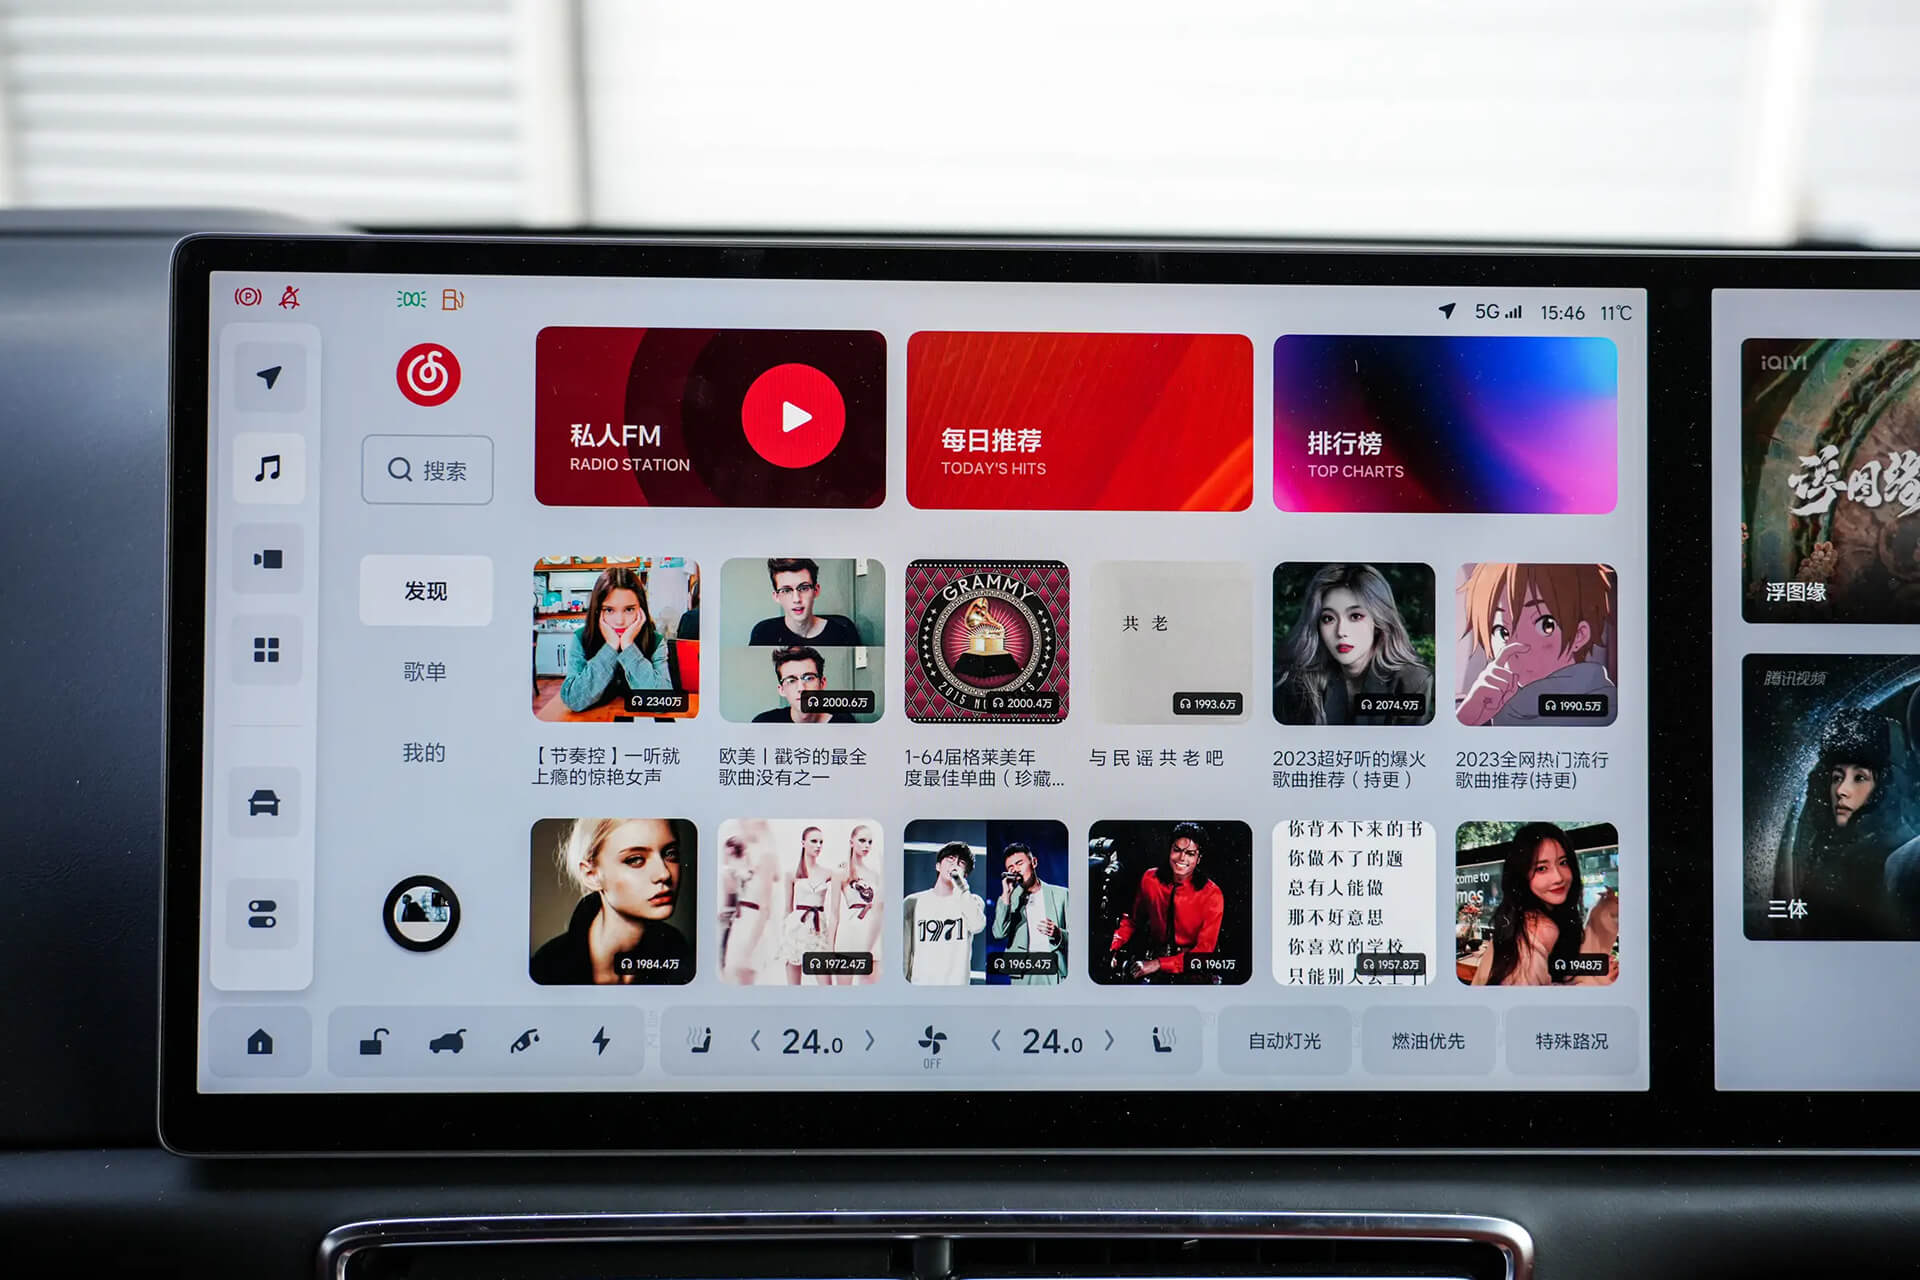 5G 15:46 11℃
搜索
发现
歌单
我的
私人FM
RADIO STATION
每日推荐
TODAY'S HITS
排行榜
TOP CHARTS
2340万
2000.6万
GRAMMY
2015 NOMINEES
2000.4万
共 老
1993.6万
2074.9万
1990.5万
【节奏控】一听就
上瘾的惊艳女声
欧美丨戳爷的最全
歌曲没有之一
1-64届格莱美年
度最佳单曲（珍藏...
与 民 谣 共 老 吧
2023超好听的爆火
歌曲推荐（持更）
2023全网热门流行
歌曲推荐(持更)
1984.4万
1972.4万
1971
1965.4万
1961万
你背不下来的书
你做不了的题
总有人能做
那不好意思
你喜欢的学校
只能别人去上了
1957.8万
1948万
24.0
OFF
24.0
自动灯光
燃油优先
特殊路况
iQIYI
浮图缘
浮图缘
腾讯视频
三体